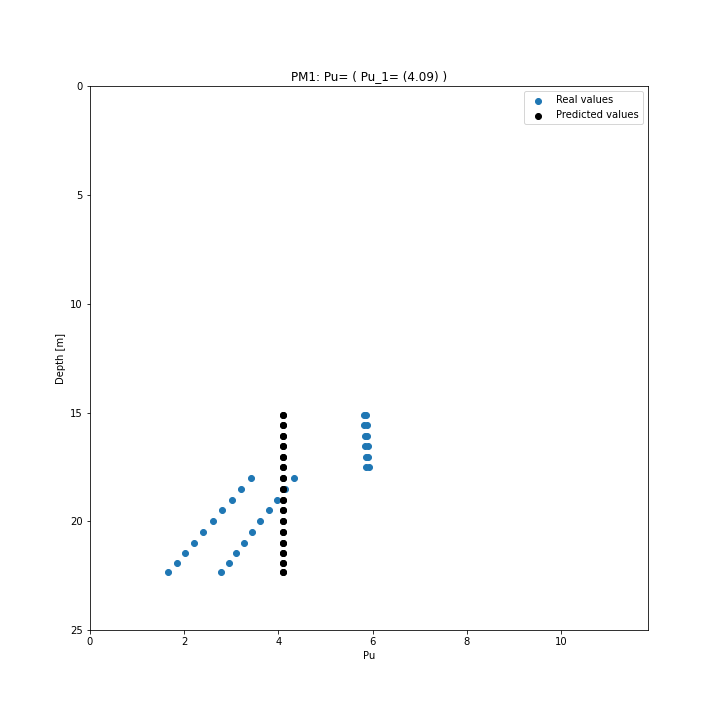 PM1: Pu= ( Pu_1= (4.09) )
Real values
Predicted values
0
5
10
15
20
25
Depth [m]
0 2 4 6 8 10
Pu